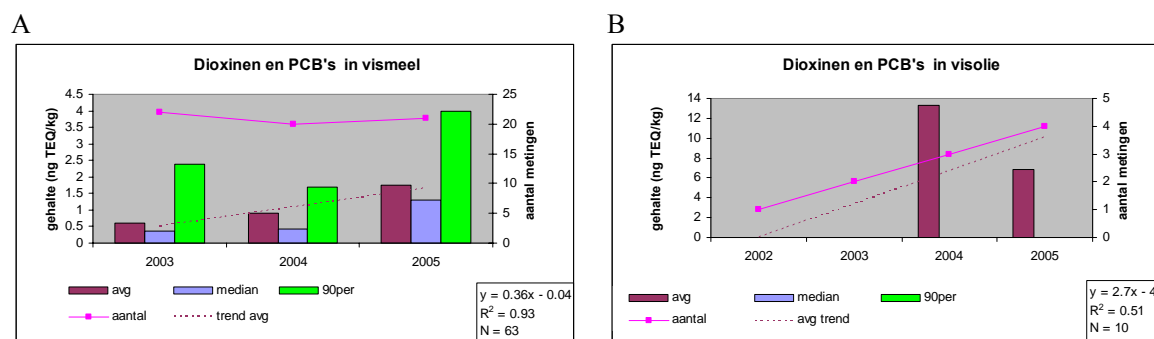 A
Dioxinen en PCB's in vismeel
gehalte (ng TEQ/kg)
4.5
4
3.5
3
2.5
2
1.5
1
0.5
0
25
20
15
10
5
0
aantal metingen
2003 2004 2005
avg median 90per
aantal trend avg
y = 0.36x - 0.04
R² = 0.93
N = 63
B
Dioxinen en PCB's in visolie
gehalte (ng TEQ/kg)
14
12
10
8
6
4
2
0
5
4
3
2
1
0
aantal metingen
2002 2003 2004 2005
avg median 90per
aantal avg trend
y = 2.7x - 4
R² = 0.51
N = 10